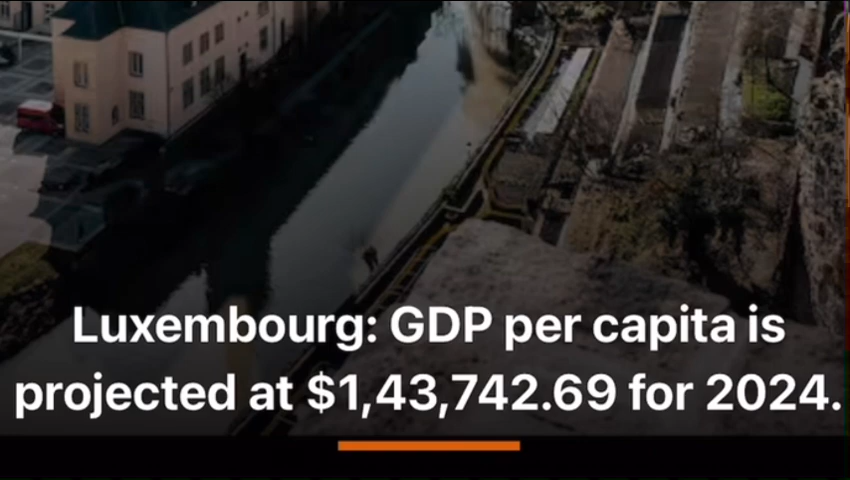 Luxembourg: GDP per capita is
projected at $1,43,742.69 for 2024.